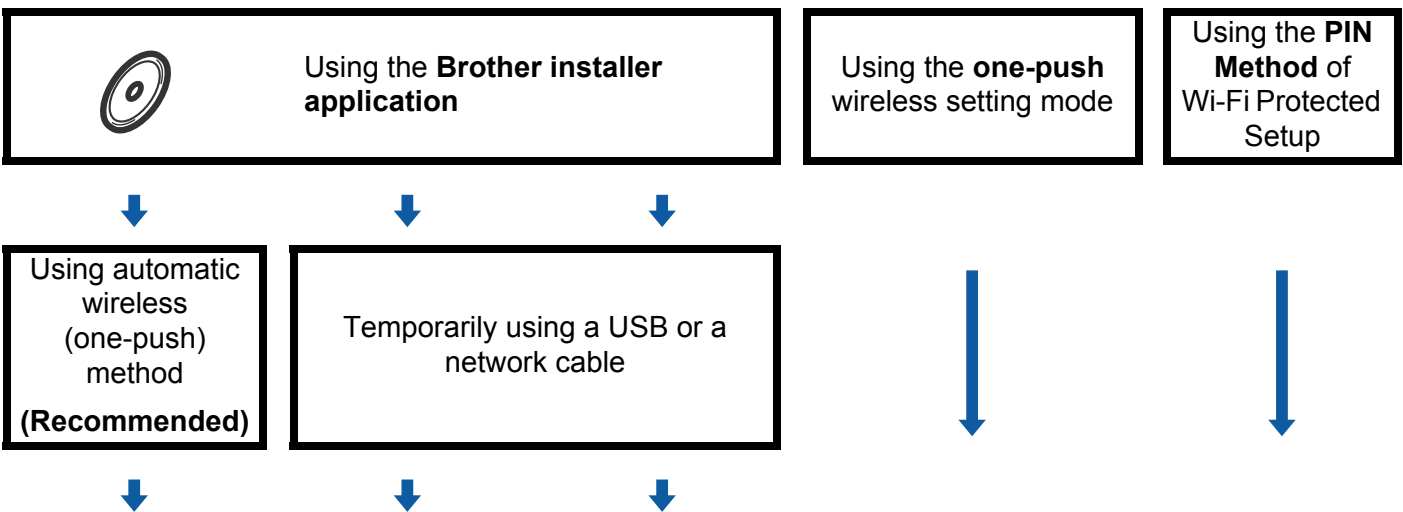 Using the Brother installer
application
Using the one-push
wireless setting mode
Using the PIN
Method of
Wi-Fi Protected
Setup
Using automatic
wireless
(one-push)
method
(Recommended)
Temporarily using a USB or a
network cable